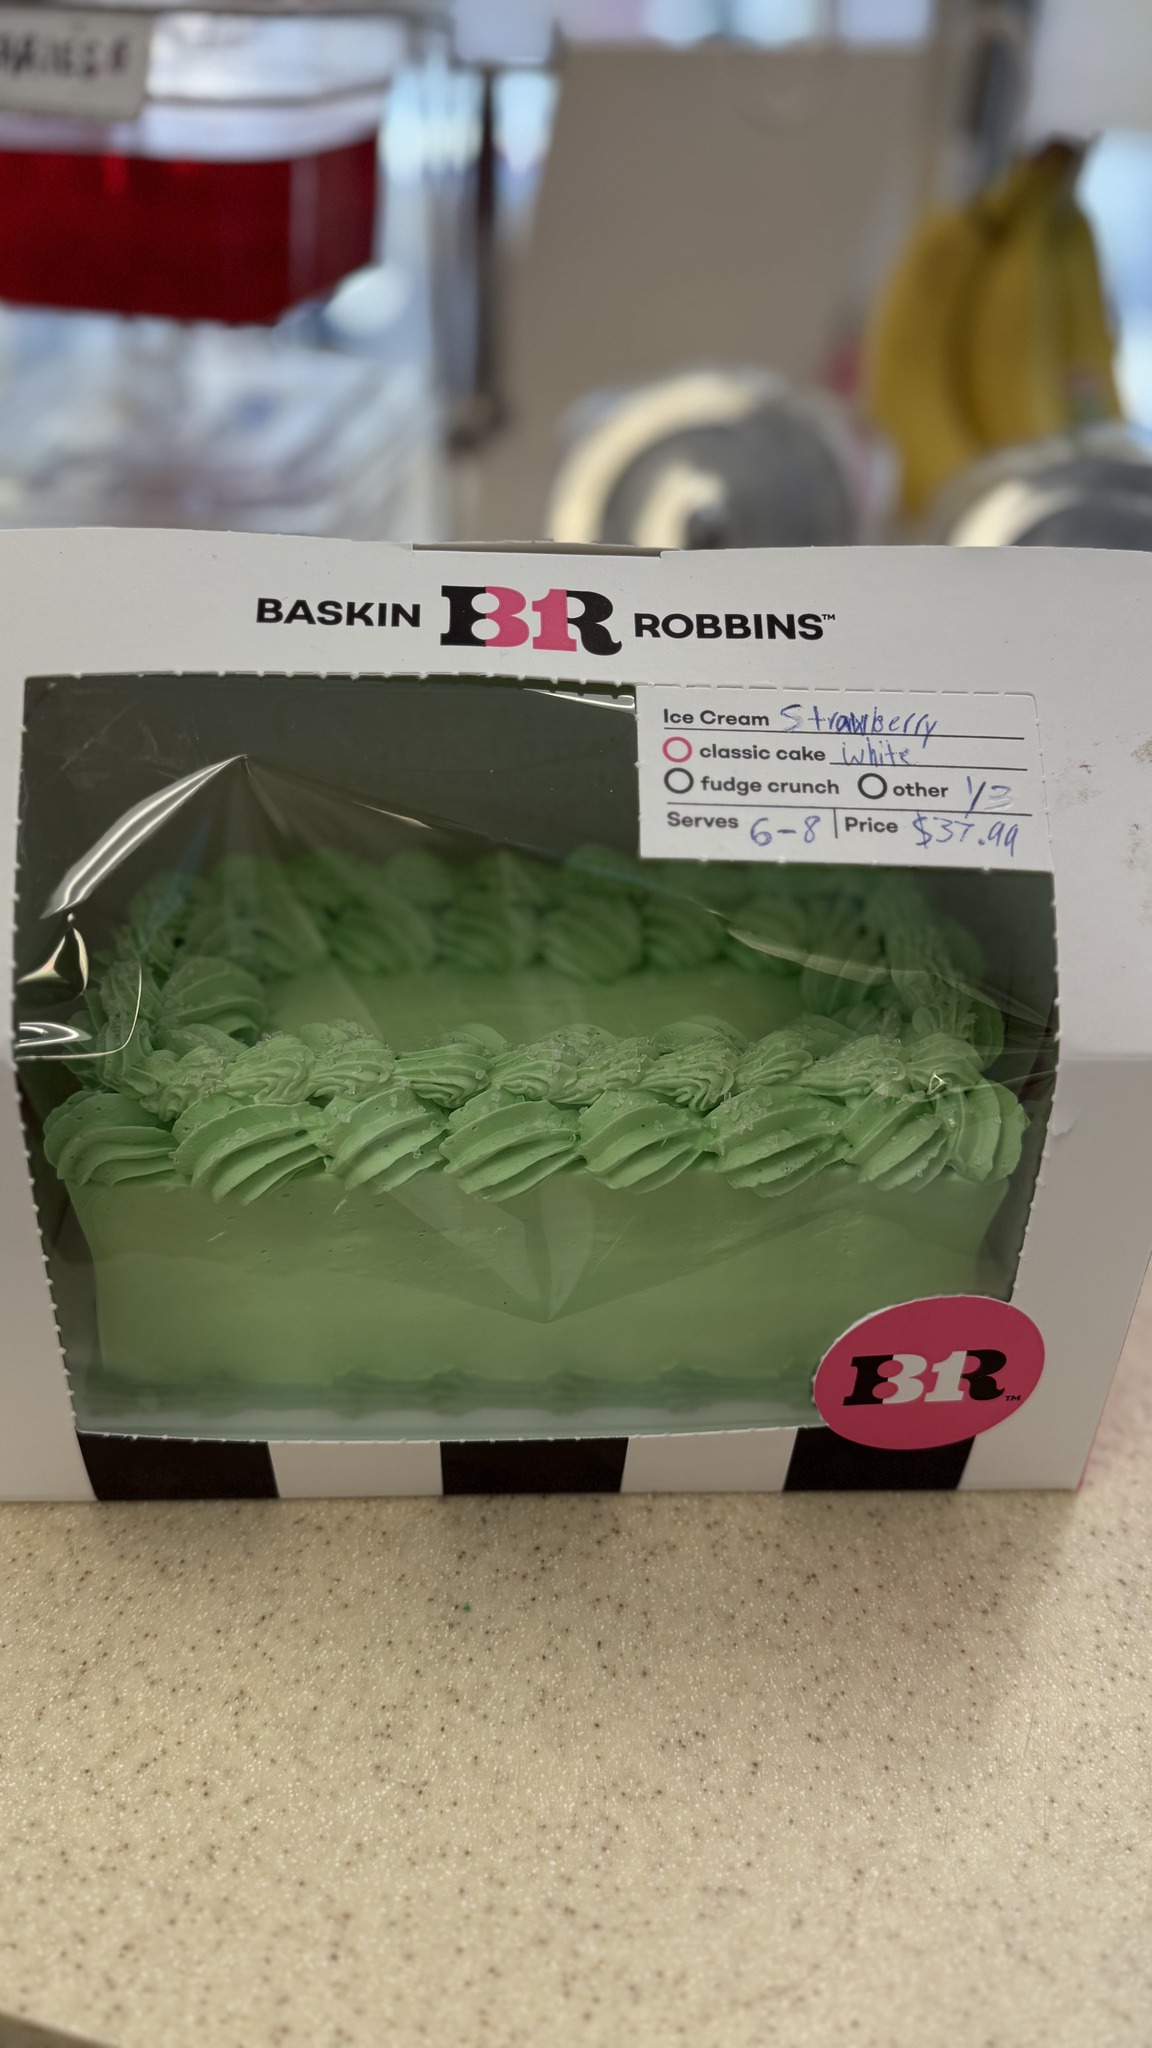 BASKIN BR ROBBINS™
Ice Cream Strawberry
classic cake White
fudge crunch other 1/3
Serves 6-8 Price $37.99
BR™